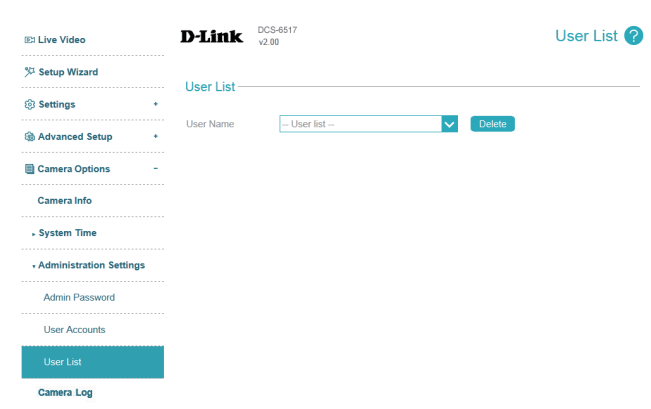 Live Video
Setup Wizard
Settings +
Advanced Setup +
Camera Options -
Camera Info
System Time
Administration Settings
Admin Password
User Accounts
User List
Camera Log
D-Link DCS-6517
v2.00
User List ?
User List
User Name -- User list -- Delete